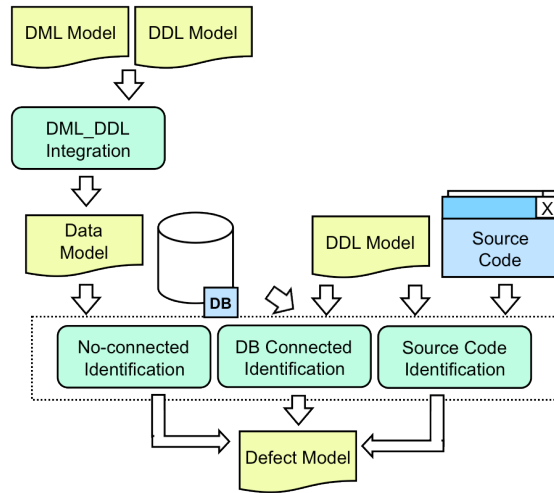 DML Model
DDL Model
DML_DDL
Integration
Data
Model
DB
DDL Model
X
Source
Code
No-connected
Identification
DB Connected
Identification
Source Code
Identification
Defect Model